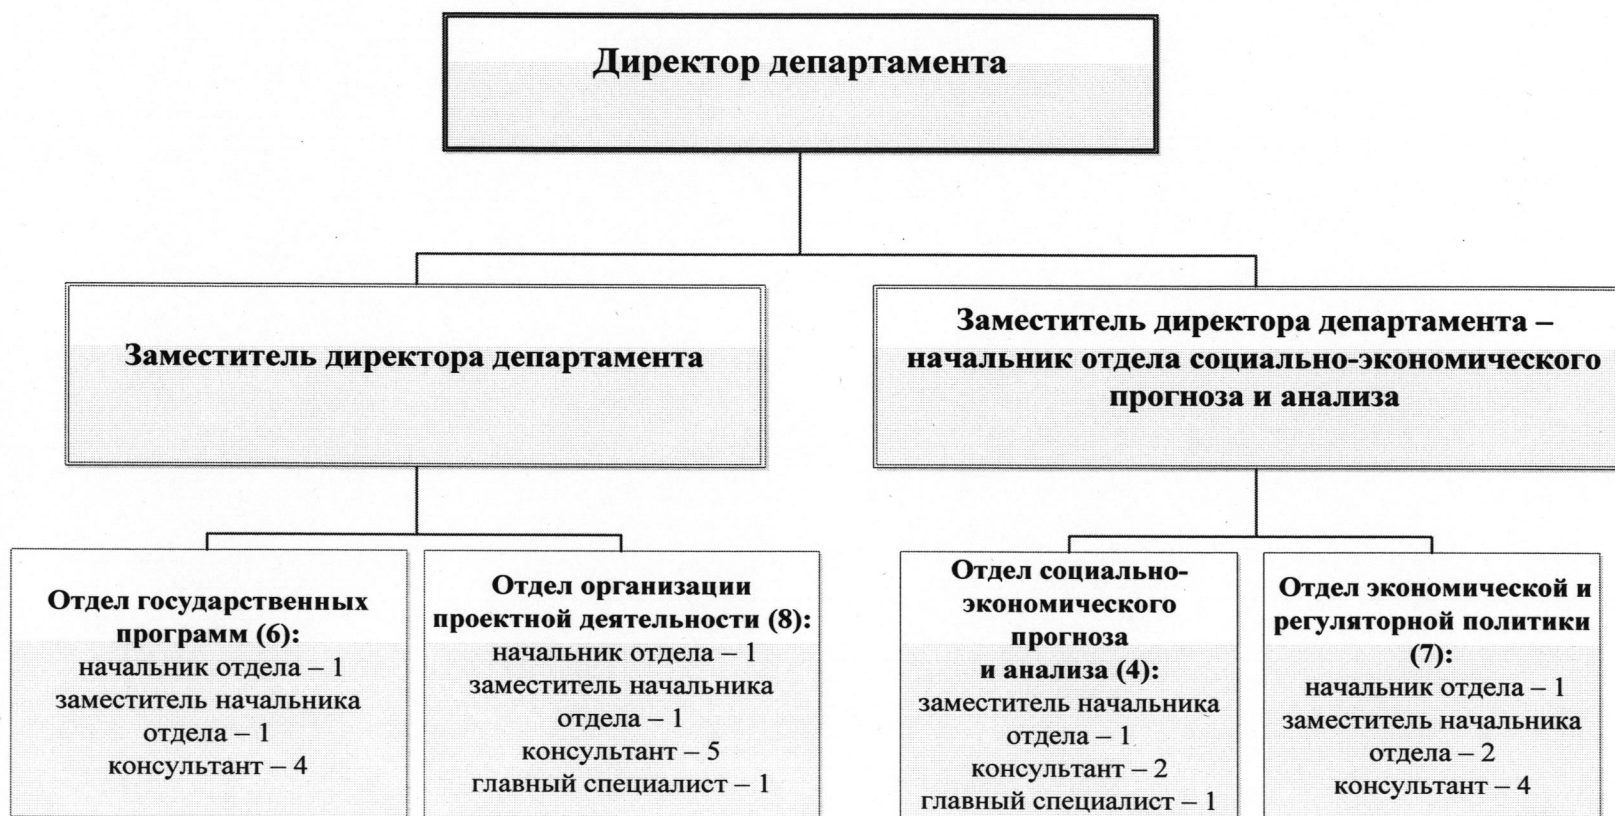 Директор департамента
Заместитель директора департамента
Заместитель директора департамента –
начальник отдела социально-экономического
прогноза и анализа
Отдел государственных
программ (6):
начальник отдела – 1
заместитель начальника
отдела – 1
консультант – 4
Отдел организации
проектной деятельности (8):
начальник отдела – 1
заместитель начальника
отдела – 1
консультант – 5
главный специалист – 1
Отдел социально-
экономического
прогноза
и анализа (4):
заместитель начальника
отдела – 1
консультант – 2
главный специалист – 1
Отдел экономической и
регуляторной политики
(7):
начальник отдела – 1
заместитель начальника
отдела – 2
консультант – 4